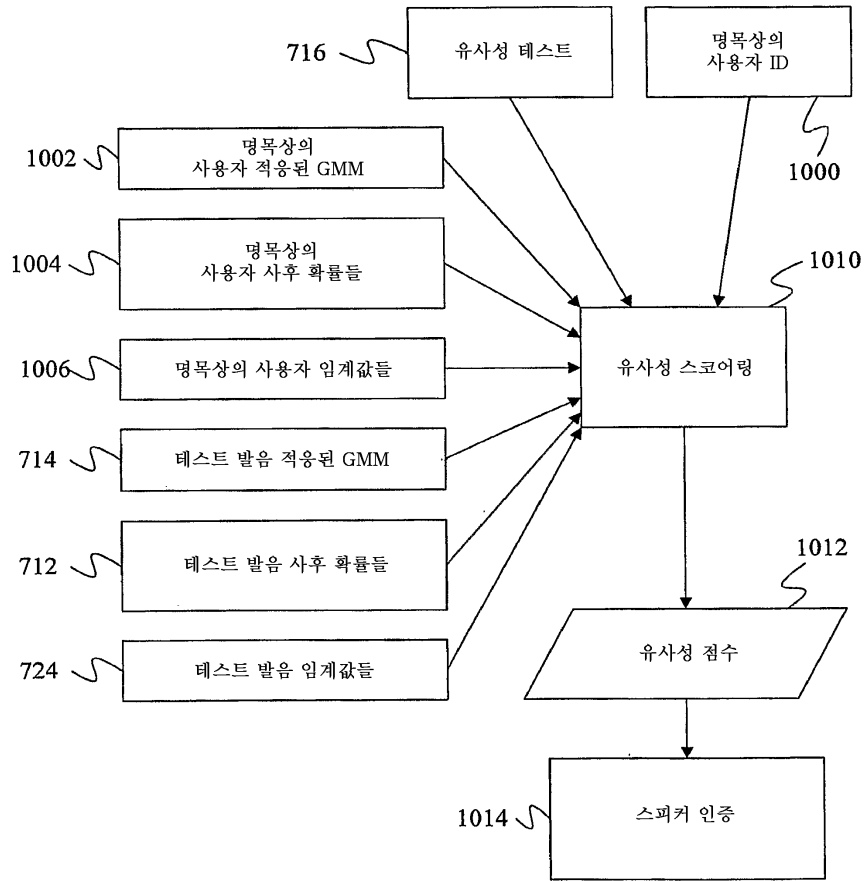 716
유사성 테스트
명목상의
사용자 ID
1000
1002
명목상의
사용자 적응된 GMM
1004
명목상의
사용자 사후 확률들
1010
유사성 스코어링
1006
명목상의 사용자 임계값들
714
테스트 발음 적응된 GMM
712
테스트 발음 사후 확률들
724
테스트 발음 임계값들
1012
유사성 점수
1014
스피커 인증